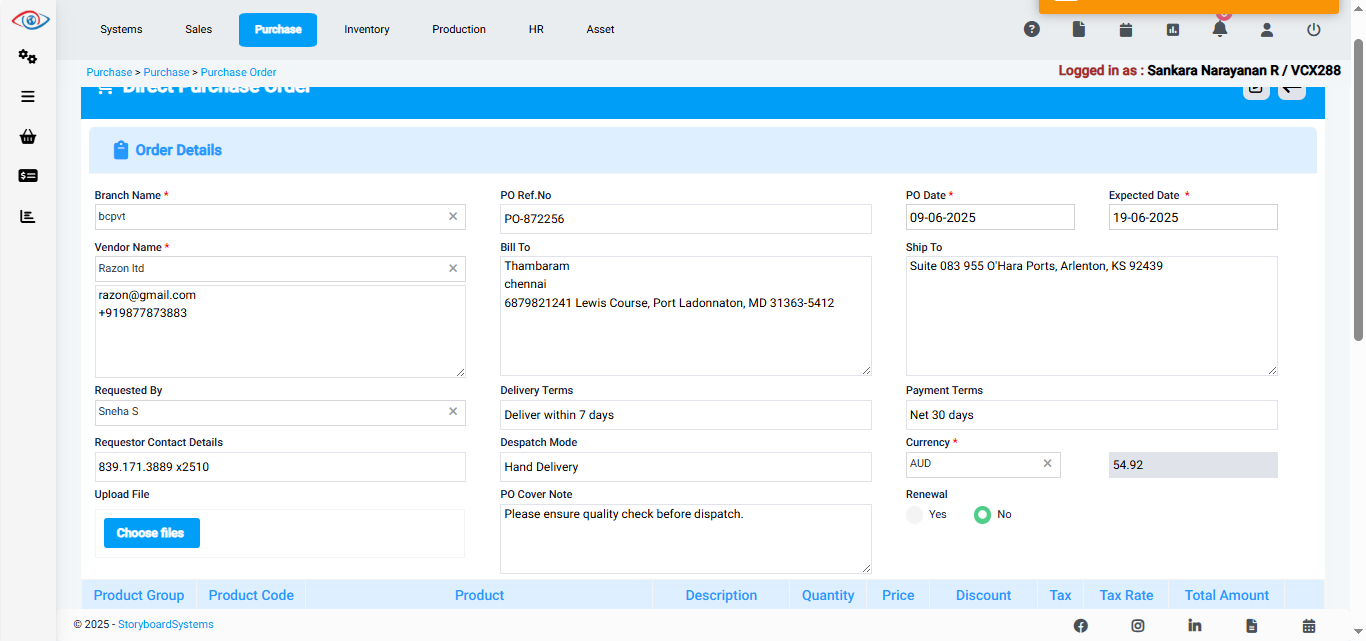 Systems
Sales
Purchase
Inventory
Production
HR
Asset
Purchase > Purchase > Purchase Order
Logged in as : Sankara Narayanan R / VCX288
Direct Purchase Order
Order Details
Branch Name *
bcpvt
PO Ref.No
PO-872256
PO Date *
09-06-2025
Expected Date *
19-06-2025
Vendor Name *
Razon ltd
razon@gmail.com
+919877873883
Bill To
Thambaram
chennai
6879821241 Lewis Course, Port Ladonnaton, MD 31363-5412
Ship To
Suite 083 955 O'Hara Ports, Arlenton, KS 92439
Requested By
Sneha S
Delivery Terms
Deliver within 7 days
Payment Terms
Net 30 days
Requestor Contact Details
839.171.3889 x2510
Despatch Mode
Hand Delivery
Currency *
AUD
54.92
Upload File
Choose files
PO Cover Note
Please ensure quality check before dispatch.
Renewal
Yes
No
Product Group
Product Code
Product
Description
Quantity
Price
Discount
Tax
Tax Rate
Total Amount
© 2025 - StoryboardSystems